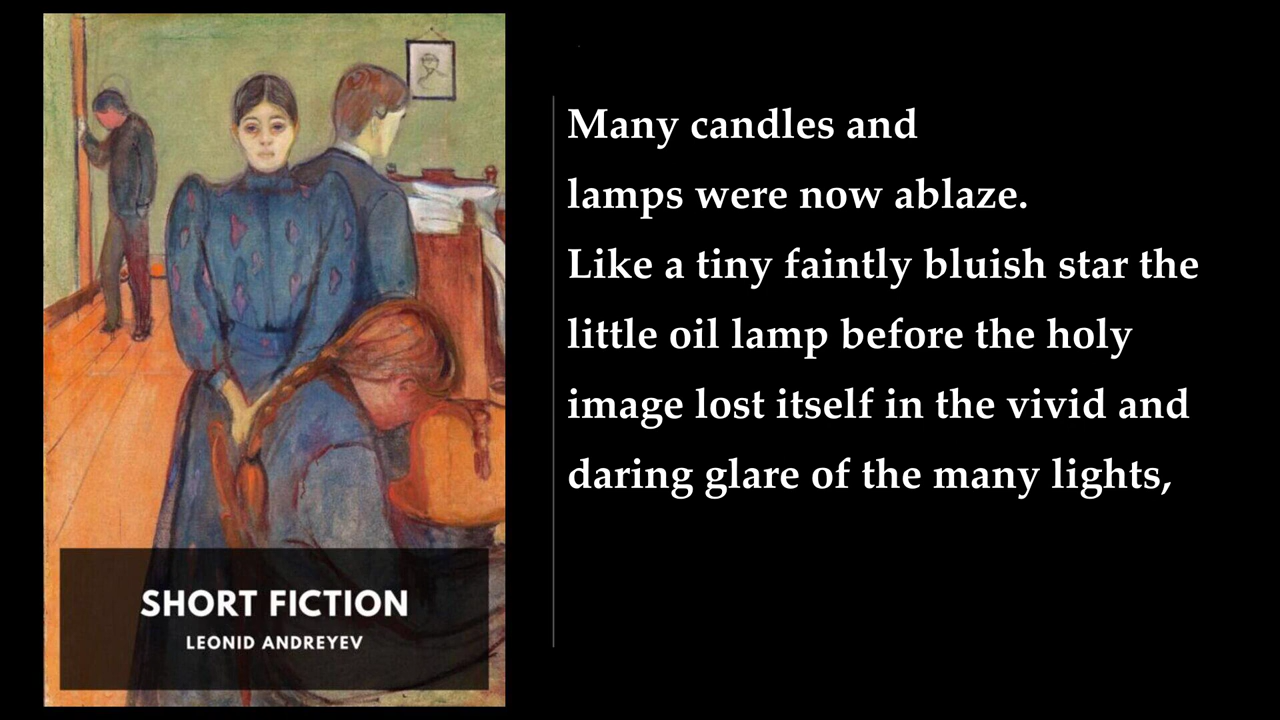 Many candles and
lamps were now ablaze.
Like a tiny faintly bluish star the
little oil lamp before the holy
image lost itself in the vivid and
daring glare of the many lights,
SHORT FICTION
LEONID ANDREYEV